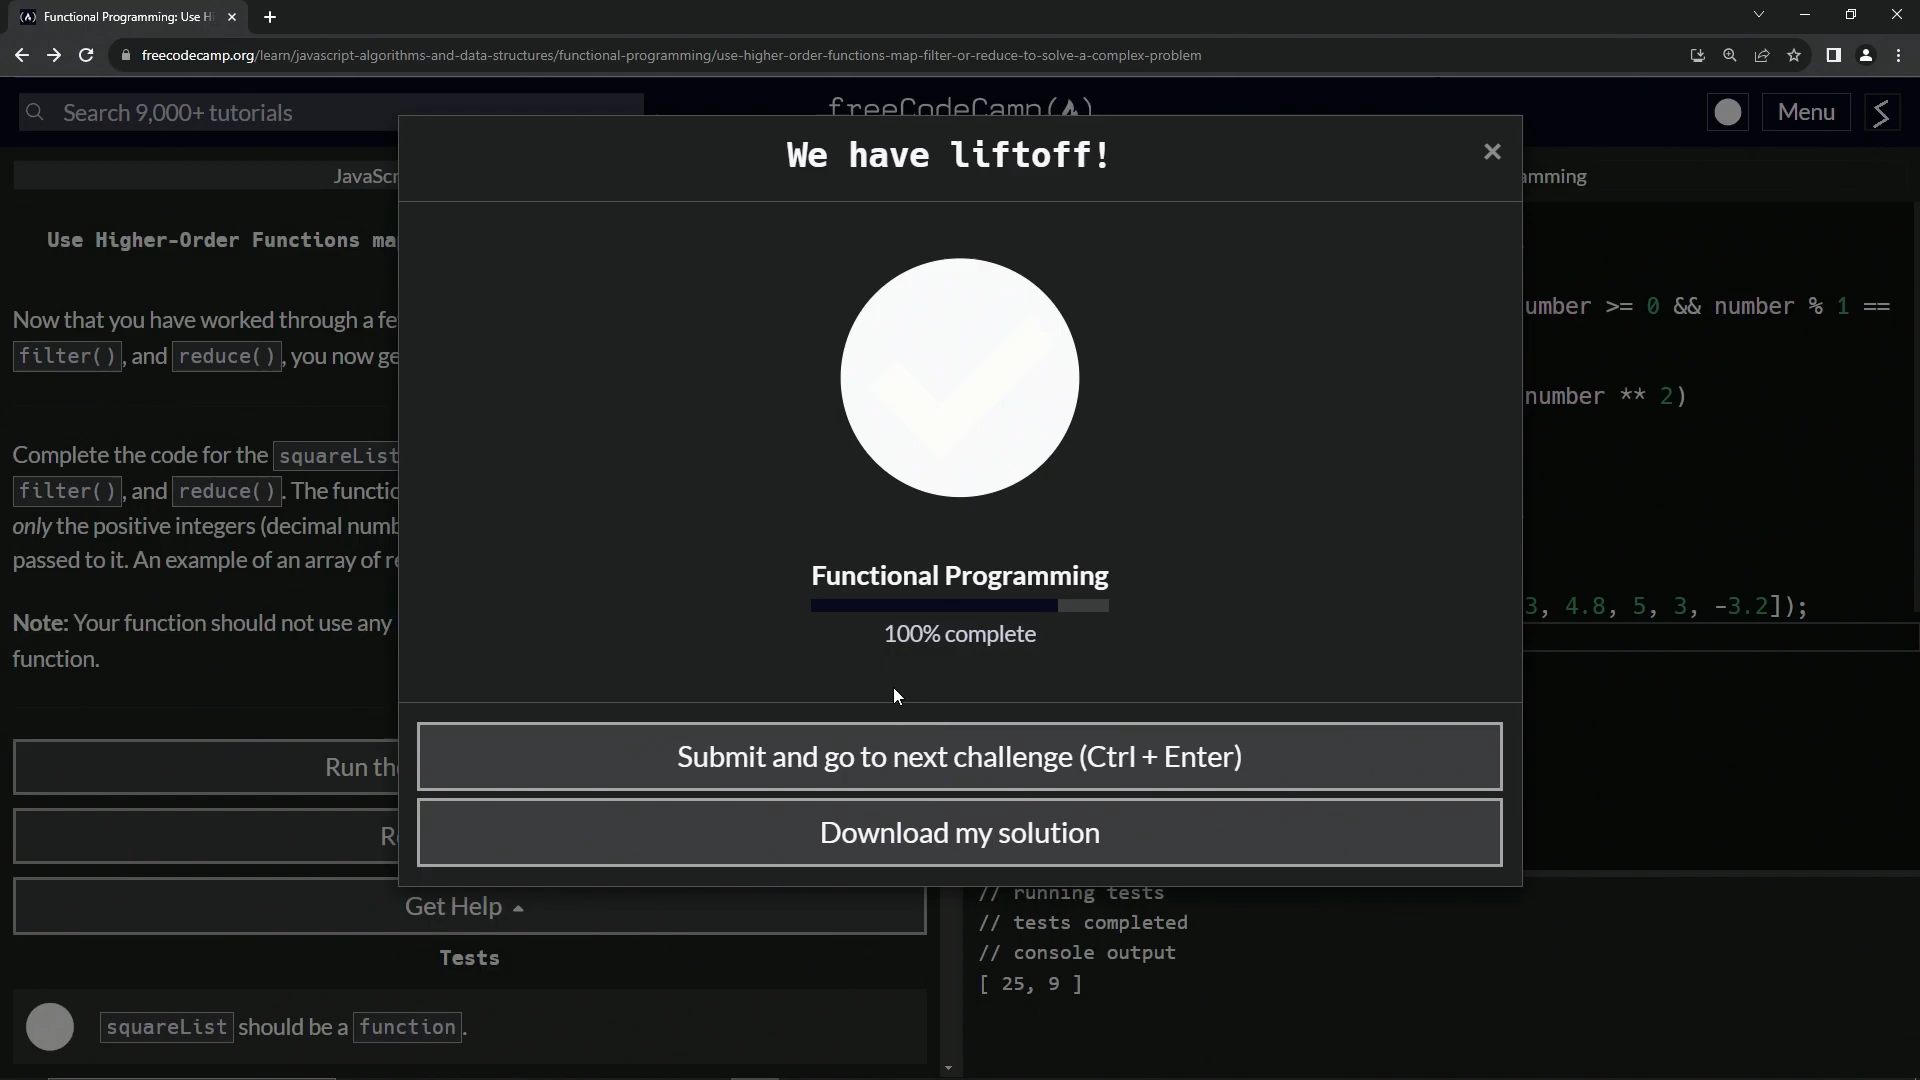 Functional Programming: Use Hi
freecodecamp.org/learn/javascript-algorithms-and-data-structures/functional-programming/use-higher-order-functions-map-filter-or-reduce-to-solve-a-complex-problem
Search 9,000+ tutorials
freeCodeCamp(
Menu
We have liftoff!
JavaScr
amming
Use Higher-Order Functions ma
Now that you have worked through a fe
filter(), and reduce(), you now ge
umber >= 0 && number % 1 ==
number ** 2)
Complete the code for the squareList
filter(), and reduce(). The functio
only the positive integers (decimal numb
passed to it. An example of an array of re
Functional Programming
3, 4.8, 5, 3, -3.2]);
100% complete
Note: Your function should not use any
function.
Submit and go to next challenge (Ctrl + Enter)
Run the
Download my solution
Re
Get Help
// running tests
// tests completed
// console output
[ 25, 9 ]
Tests
squareList should be a function.